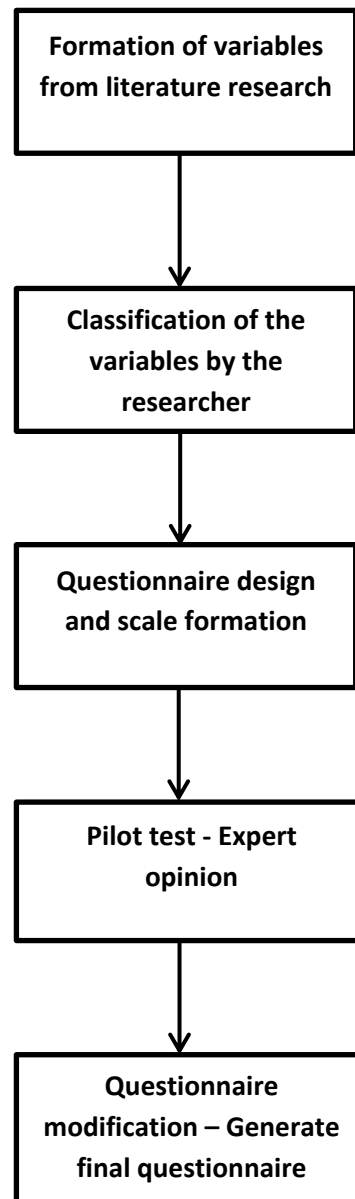 Formation of variables
from literature research
Classification of the
variables by the
researcher
Questionnaire design
and scale formation
Pilot test - Expert
opinion
Questionnaire
modification – Generate
final questionnaire